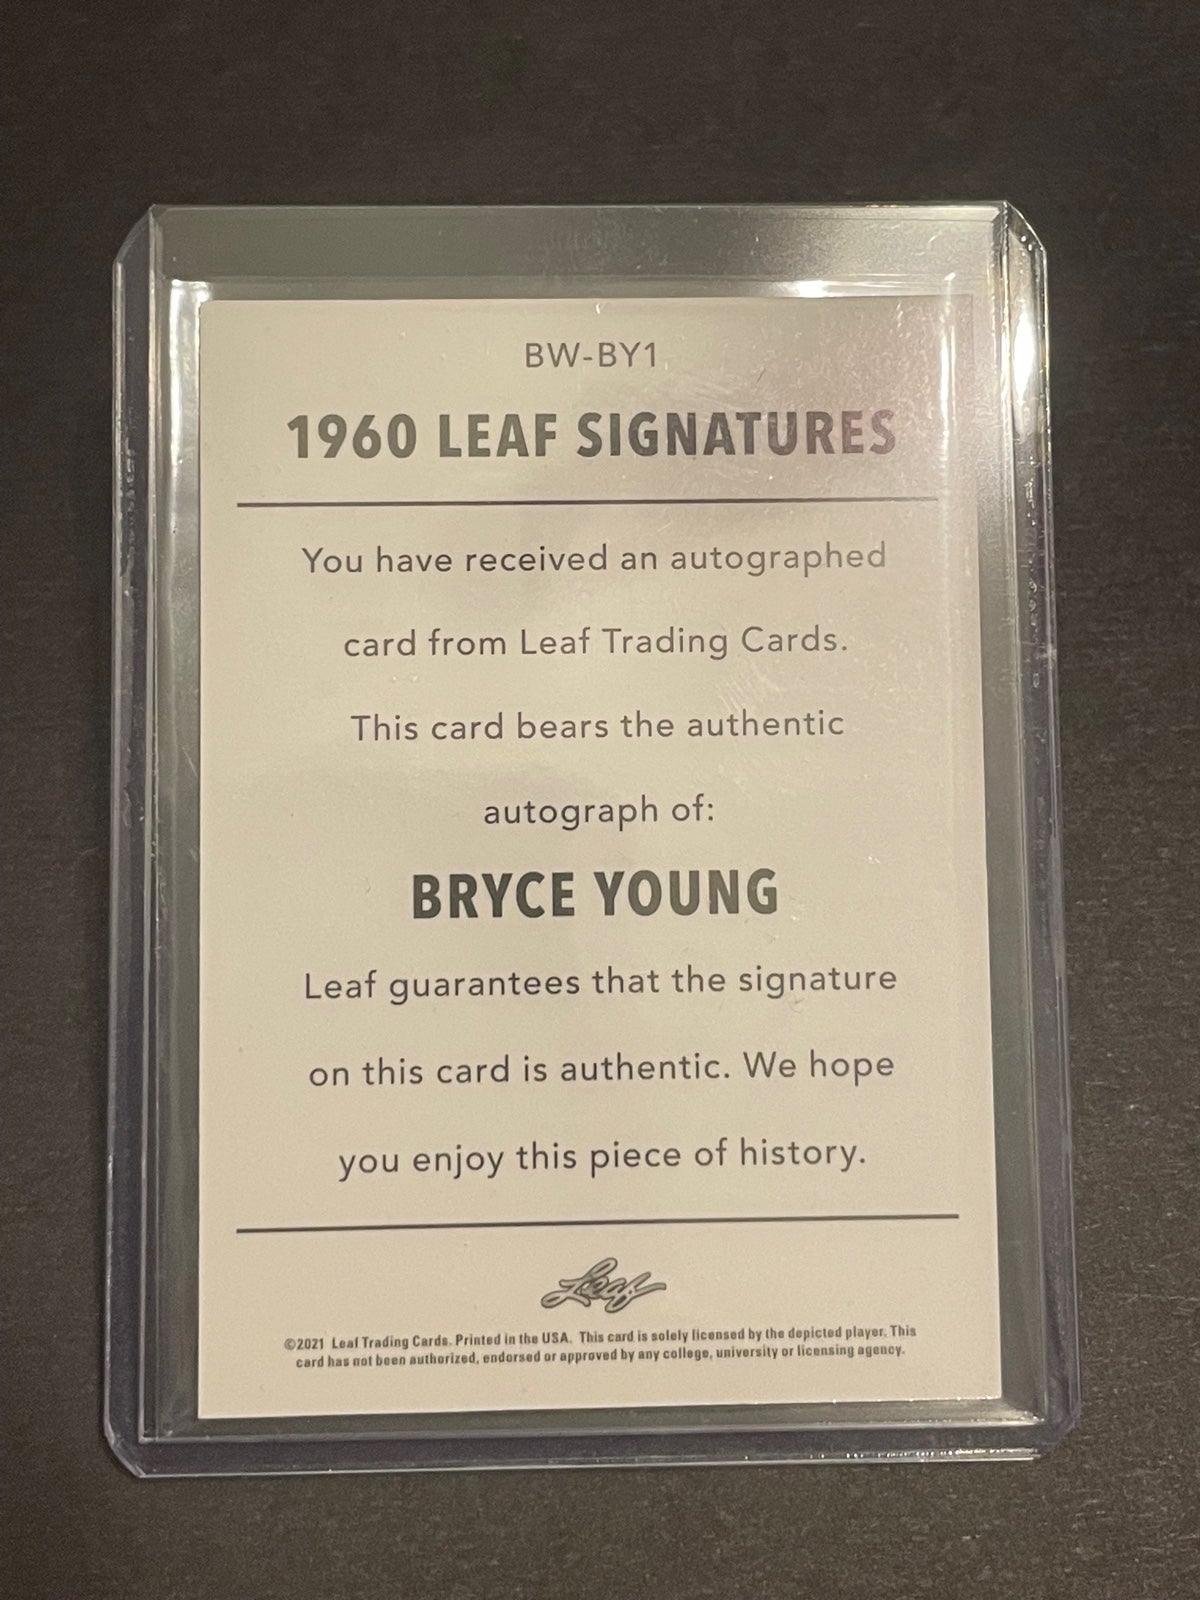 BW-BY1
1960 LEAF SIGNATURES
You have received an autographed
card from Leaf Trading Cards.
This card bears the authentic
autograph of:
BRYCE YOUNG
Leaf guarantees that the signature
on this card is authentic. We hope
you enjoy this piece of history.
Leaf
©2021 Leaf Trading Cards. Printed in the USA. This card is solely licensed by the depicted player. This
card has not been authorized, endorsed or approved by any college, university or licensing agency.